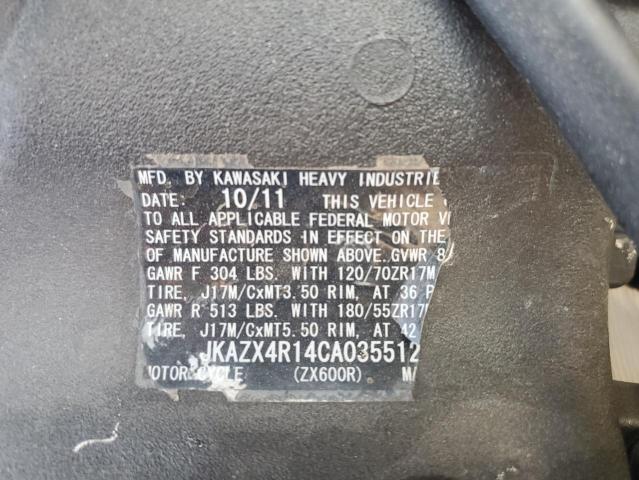 MFD. BY KAWASAKI HEAVY INDUSTRIE
DATE: 10/11 THIS VEHICLE
TO ALL APPLICABLE FEDERAL MOTOR V
SAFETY STANDARDS IN EFFECT ON THE
OF MANUFACTURE SHOWN ABOVE.GVWR 8
GAWR F 304 LBS. WITH 120/70ZR17M
TIRE, J17M/CxMT3.50 RIM, AT 36 P
GAWR R 513 LBS. WITH 180/55ZR17
TIRE, J17M/CxMT5.50 RIM, AT 42
JKAZX4R14CA035512
MOTORCYCLE (ZX600R) M/